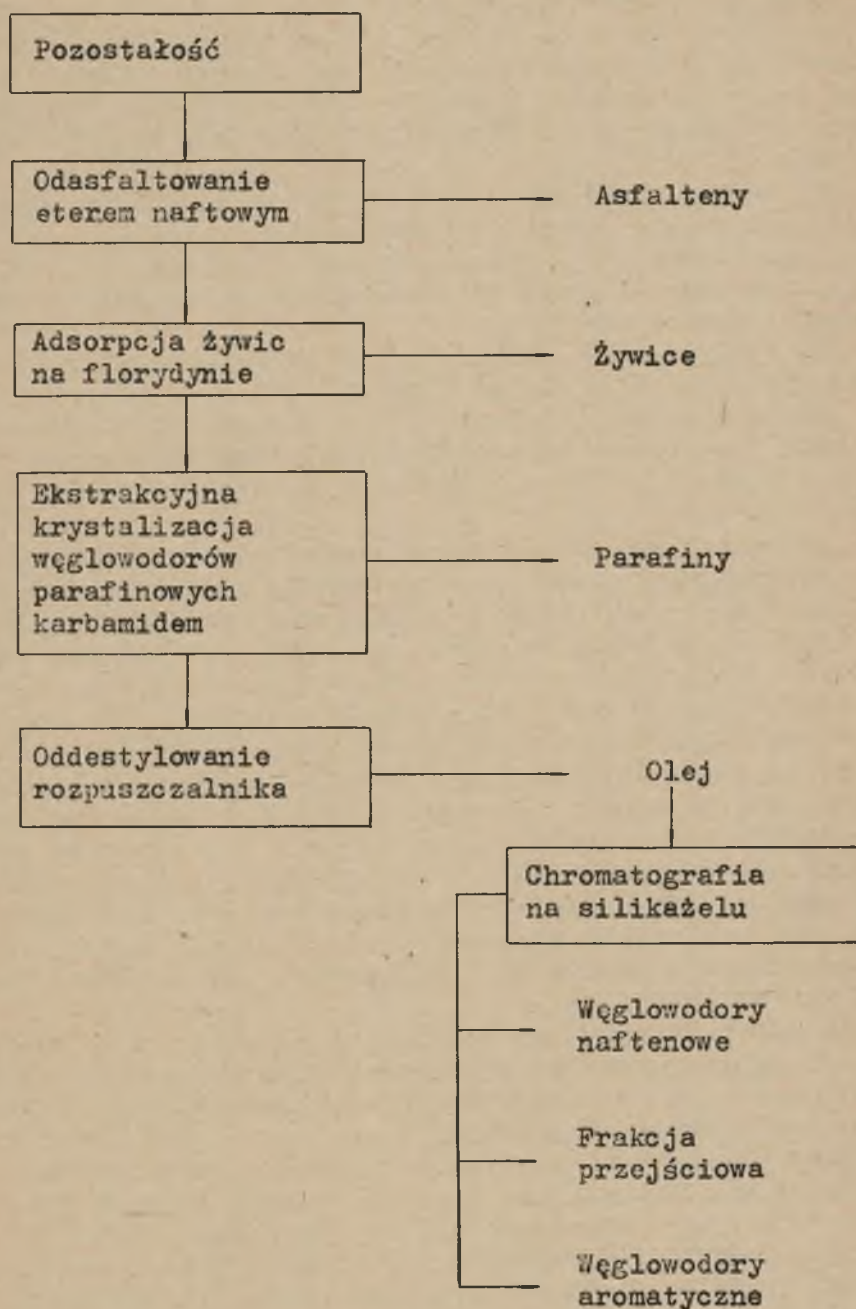 Pozostałość
Odasfaltowanie
eterem naftowym
Asfalteny
Adsorpcja żywic
na florydynie
Żywice
Ekstrakcyjna
krystalizacja
węglowodorów
parafinowych
karbamidem
Parafiny
Oddestylowanie
rozpuszczalnika
Olej
Chromatografia
na silikażelu
Węglowodory
naftenowe
Frakcja
przejściowa
Węglowodory
aromatyczne